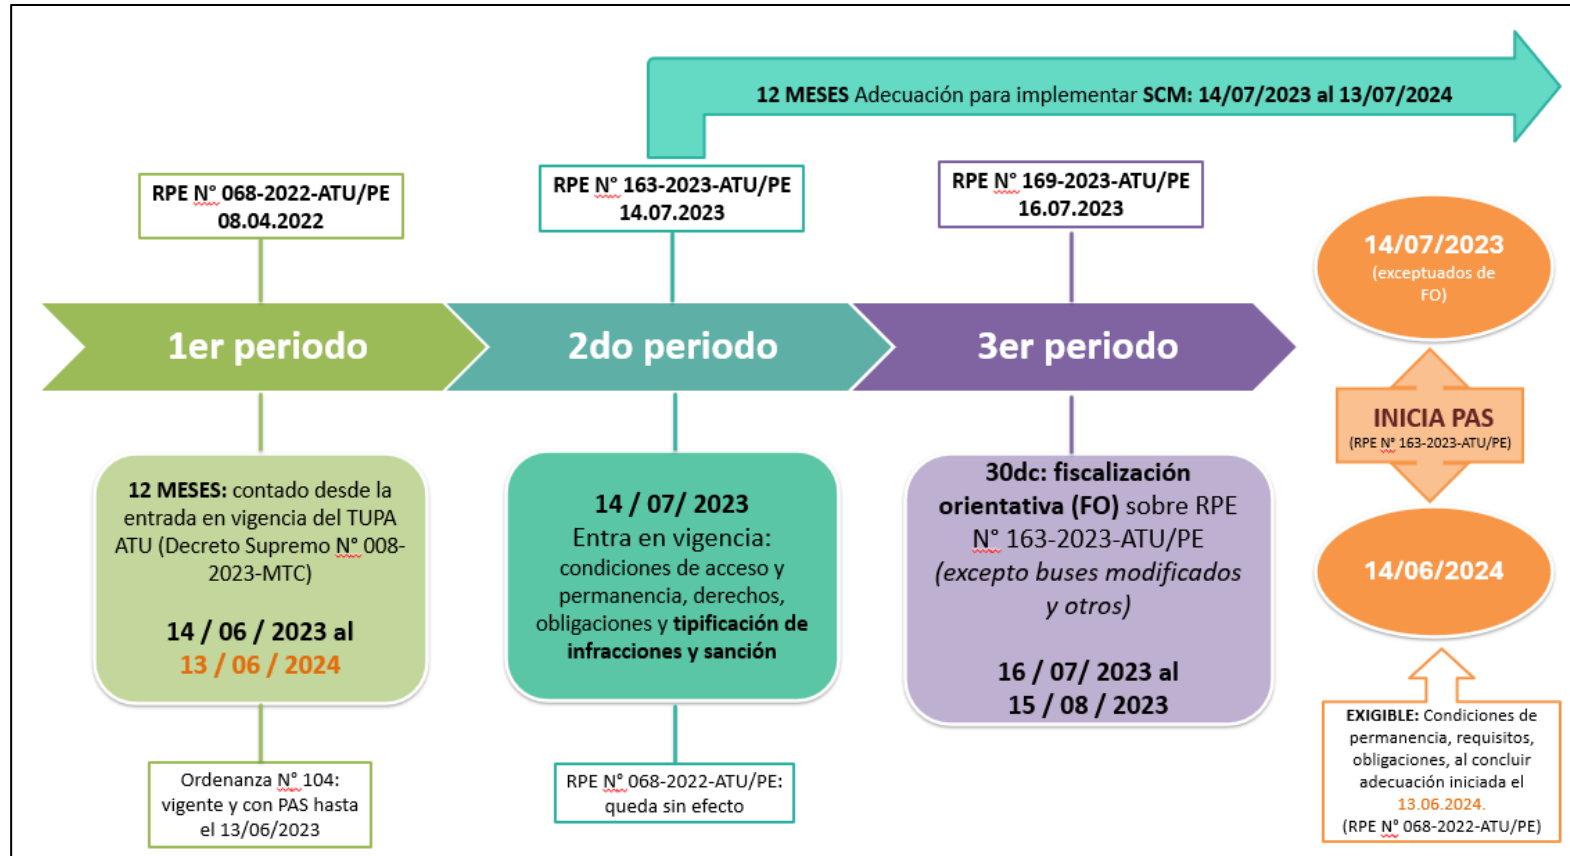 12 MESES Adecuación para implementar SCM: 14/07/2023 al 13/07/2024
RPE N° 068-2022-ATU/PE
08.04.2022
RPE N° 163-2023-ATU/PE
14.07.2023
RPE N° 169-2023-ATU/PE
16.07.2023
1er periodo
2do periodo
3er periodo
12 MESES: contado desde la
entrada en vigencia del TUPA
ATU (Decreto Supremo N° 008-
2023-MTC)
14 / 06 / 2023 al
13 / 06 / 2024
Ordenanza N° 104:
vigente y con PAS hasta
el 13/06/2023
14 / 07/ 2023
Entra en vigencia:
condiciones de acceso y
permanencia, derechos,
obligaciones y tipificación de
infracciones y sanción
RPE N° 068-2022-ATU/PE:
queda sin efecto
30dc: fiscalización
orientativa (FO) sobre RPE
N° 163-2023-ATU/PE
(excepto buses modificados
y otros)
16 / 07/ 2023 al
15 / 08 / 2023
14/07/2023
(exceptuados de
FO)
INICIA PAS
(RPE N° 163-2023-ATU/PE)
14/06/2024
EXIGIBLE: Condiciones de
permanencia, requisitos,
obligaciones, al concluir
adecuación iniciada el
13.06.2024.
(RPE N° 068-2022-ATU/PE)